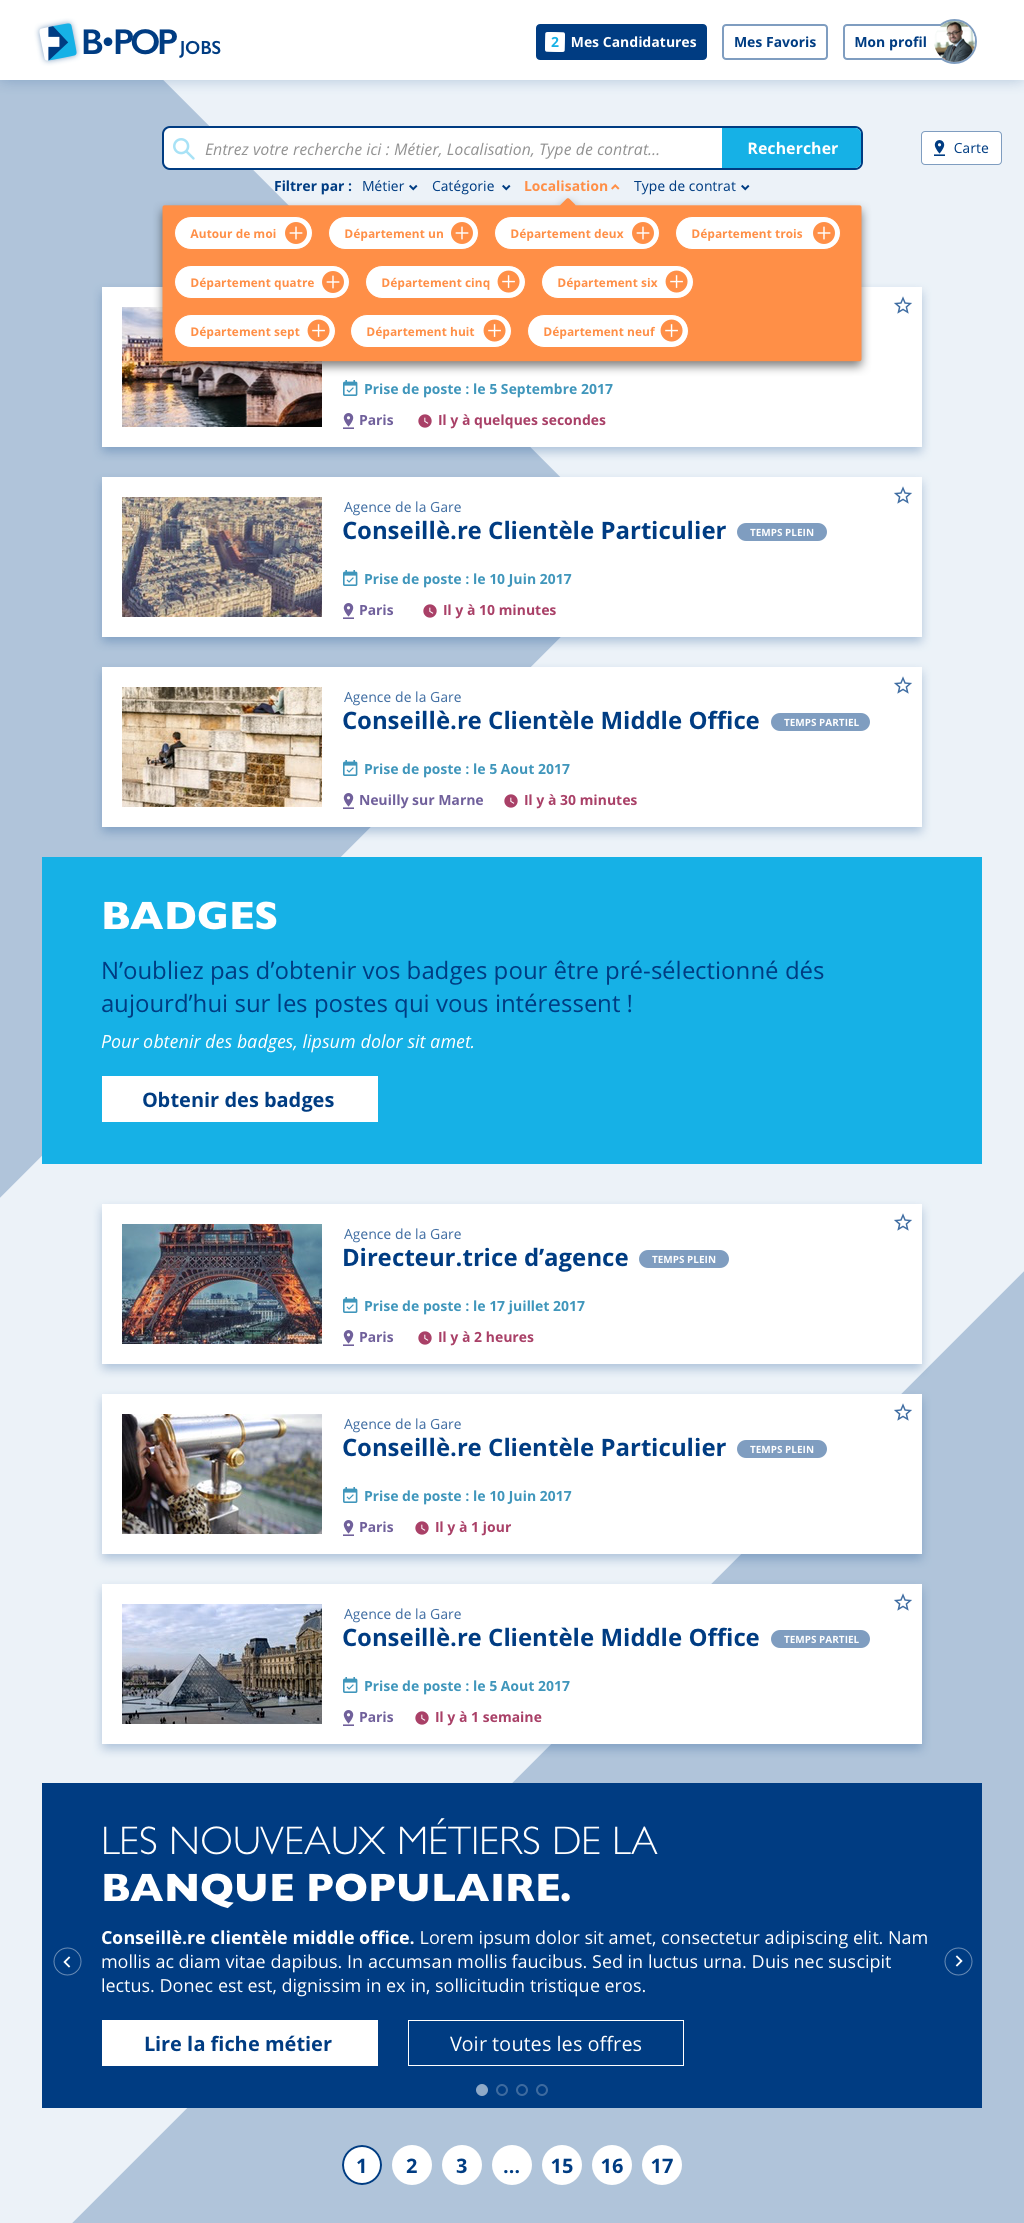 B•POP JOBS
2 Mes Candidatures
Mes Favoris
Mon profil
Entrez votre recherche ici : Métier, Localisation, Type de contrat...
Rechercher
Carte
Filtrer par : Métier Catégorie Localisation Type de contrat
Autour de moi
Département un
Département deux
Département trois
Département quatre
Département cinq
Département six
Département sept
Département huit
Département neuf
Prise de poste : le 5 Septembre 2017
Paris Il y à quelques secondes
Agence de la Gare
Conseillè.re Clientèle Particulier TEMPS PLEIN
Prise de poste : le 10 Juin 2017
Paris Il y à 10 minutes
Agence de la Gare
Conseillè.re Clientèle Middle Office TEMPS PARTIEL
Prise de poste : le 5 Aout 2017
Neuilly sur Marne Il y à 30 minutes
BADGES
N’oubliez pas d’obtenir vos badges pour être pré-sélectionné dés
aujourd’hui sur les postes qui vous intéressent !
Pour obtenir des badges, lipsum dolor sit amet.
Obtenir des badges
Agence de la Gare
Directeur.trice d’agence TEMPS PLEIN
Prise de poste : le 17 juillet 2017
Paris Il y à 2 heures
Agence de la Gare
Conseillè.re Clientèle Particulier TEMPS PLEIN
Prise de poste : le 10 Juin 2017
Paris Il y à 1 jour
Agence de la Gare
Conseillè.re Clientèle Middle Office TEMPS PARTIEL
Prise de poste : le 5 Aout 2017
Paris Il y à 1 semaine
LES NOUVEAUX MÉTIERS DE LA
BANQUE POPULAIRE.
Conseillè.re clientèle middle office. Lorem ipsum dolor sit amet, consectetur adipiscing elit. Nam
mollis ac diam vitae dapibus. In accumsan mollis faucibus. Sed in luctus urna. Duis nec suscipit
lectus. Donec est est, dignissim in ex in, sollicitudin tristique eros.
Lire la fiche métier
Voir toutes les offres
1 2 3 ... 15 16 17